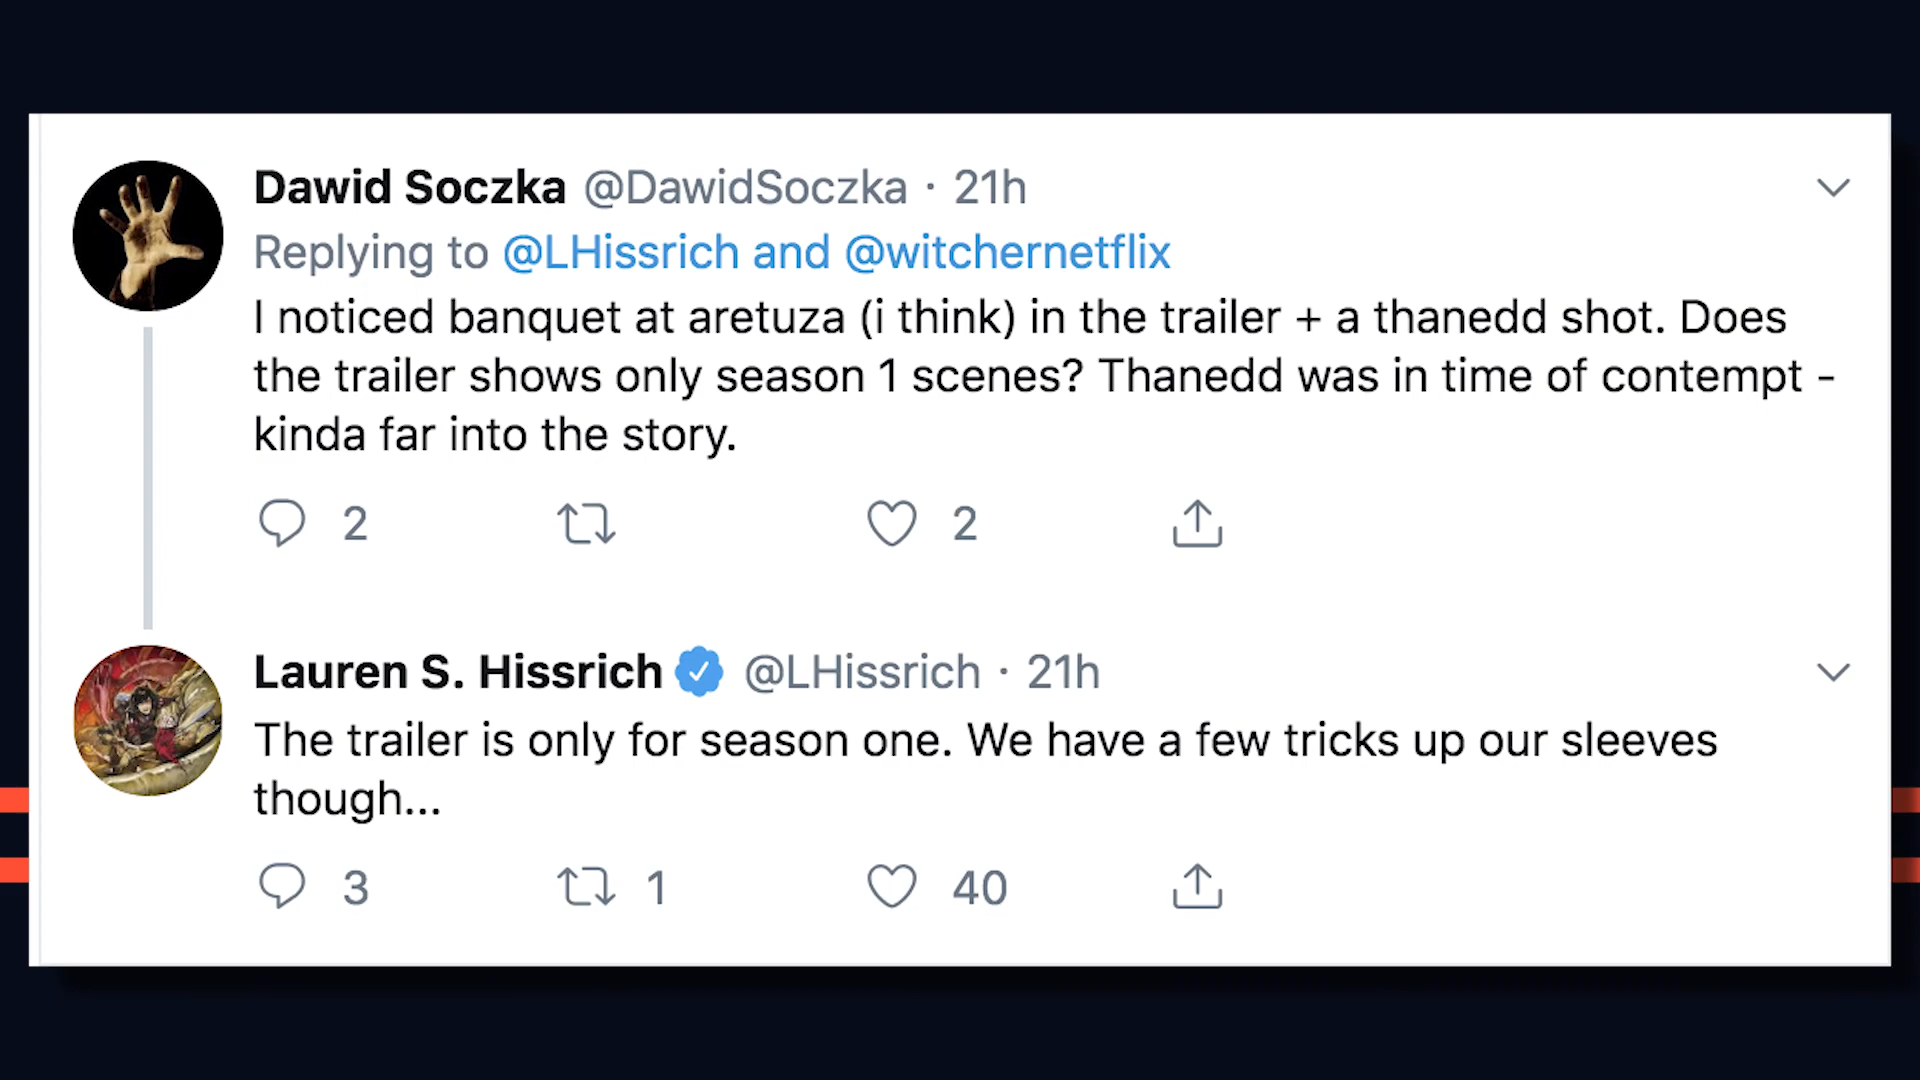 Dawid Soczka @DawidSoczka · 21h
Replying to @LHissrich and @witchernetflix
I noticed banquet at aretuza (i think) in the trailer + a thanedd shot. Does
the trailer shows only season 1 scenes? Thanedd was in time of contempt -
kinda far into the story.
2 2
Lauren S. Hissrich @LHissrich · 21h
The trailer is only for season one. We have a few tricks up our sleeves
though...
3 1 40